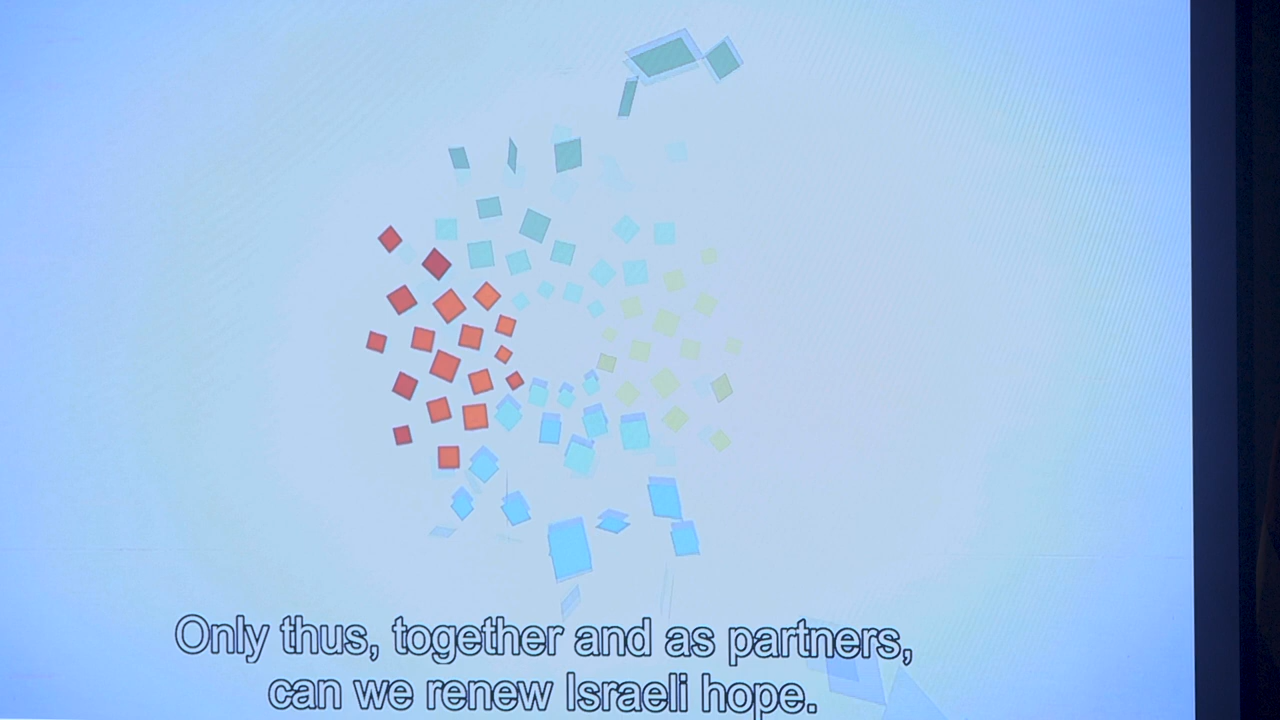 Only thus, together and as partners,
can we renew Israeli hope.